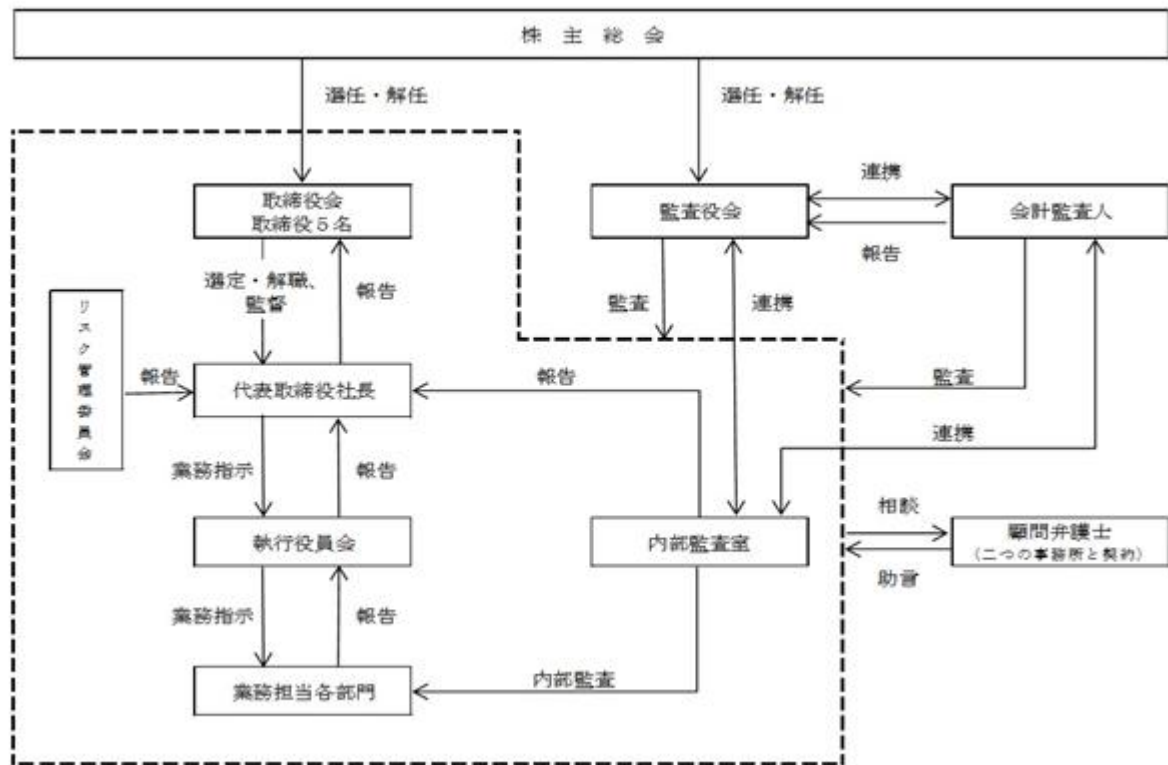 株主総会
選任・解任
選任・解任
取締役会
取締役5名
監査役会
連携
報告
会計監査人
選定・解職、
監督
報告
監査
連携
リスク管理委員会
報告
代表取締役社長
報告
監査
連携
業務指示
報告
執行役員会
内部監査室
相談
助言
顧問弁護士
(二つの事務所と契約)
業務指示
報告
業務担当各部門
内部監査